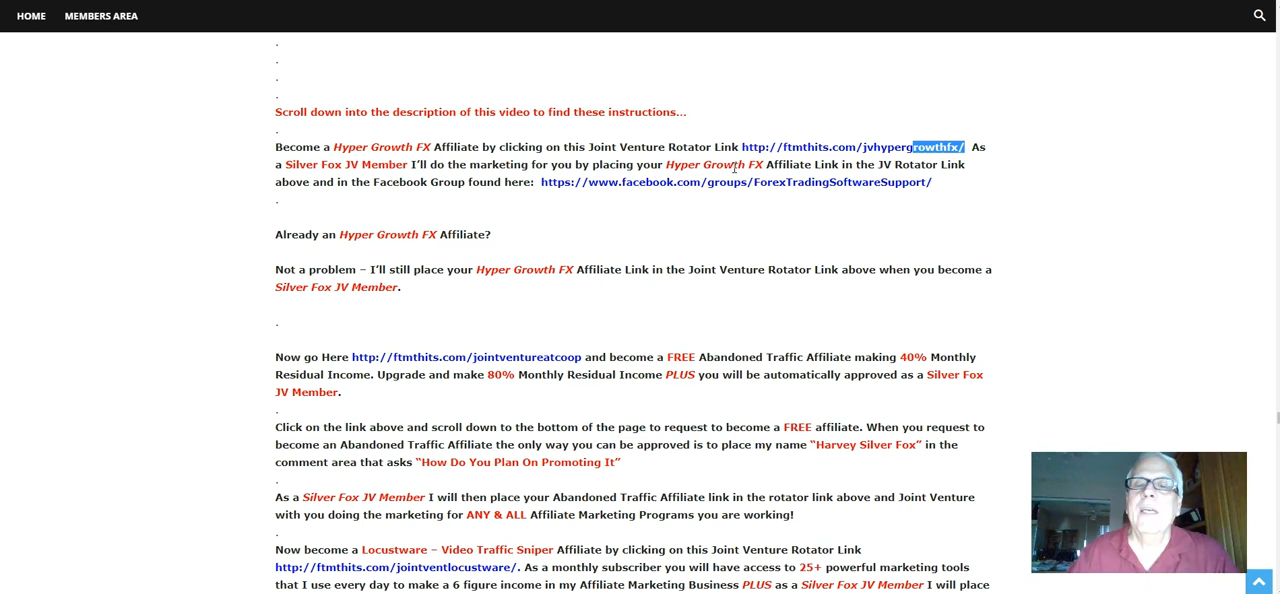 HOME MEMBERS AREA
.
.
.
.
Scroll down into the description of this video to find these instructions...
.
Become a Hyper Growth FX Affiliate by clicking on this Joint Venture Rotator Link http://ftmthits.com/jvhypergrowthfx/ As
a Silver Fox JV Member I'll do the marketing for you by placing your Hyper Growth FX Affiliate Link in the JV Rotator Link
above and in the Facebook Group found here: https://www.facebook.com/groups/ForexTradingSoftwareSupport/
.
Already an Hyper Growth FX Affiliate?
Not a problem – I'll still place your Hyper Growth FX Affiliate Link in the Joint Venture Rotator Link above when you become a
Silver Fox JV Member.
.
Now go Here http://ftmthits.com/jointventureatcoop and become a FREE Abandoned Traffic Affiliate making 40% Monthly
Residual Income. Upgrade and make 80% Monthly Residual Income PLUS you will be automatically approved as a Silver Fox
JV Member.
.
Click on the link above and scroll down to the bottom of the page to request to become a FREE affiliate. When you request to
become an Abandoned Traffic Affiliate the only way you can be approved is to place my name “Harvey Silver Fox” in the
comment area that asks “How Do You Plan On Promoting It”
.
As a Silver Fox JV Member I will then place your Abandoned Traffic Affiliate link in the rotator link above and Joint Venture
with you doing the marketing for ANY & ALL Affiliate Marketing Programs you are working!
.
Now become a Locustware – Video Traffic Sniper Affiliate by clicking on this Joint Venture Rotator Link
http://ftmthits.com/jointventlocustware/. As a monthly subscriber you will have access to 25+ powerful marketing tools
that I use every day to make a 6 figure income in my Affiliate Marketing Business PLUS as a Silver Fox JV Member I will place